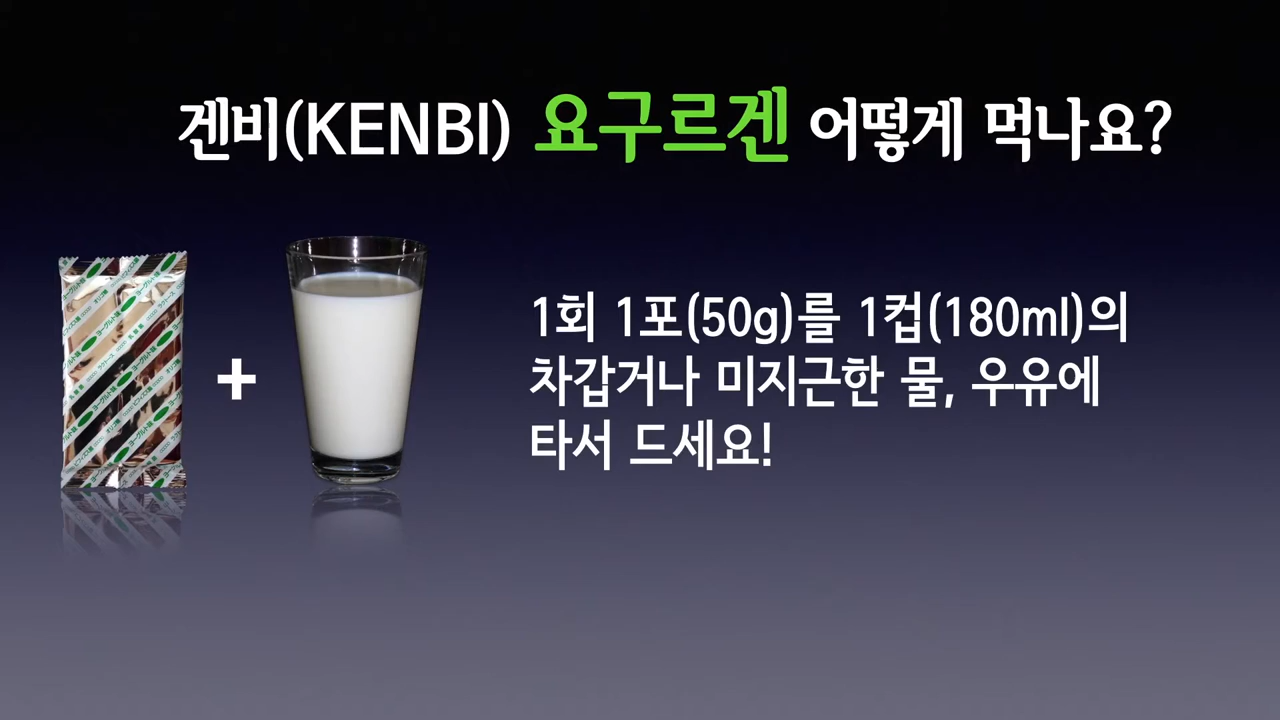 겐비(KENBI) 요구르겐 어떻게 먹나요?
+
1회 1포(50g)를 1컵(180ml)의
차갑거나 미지근한 물, 우유에
타서 드세요!